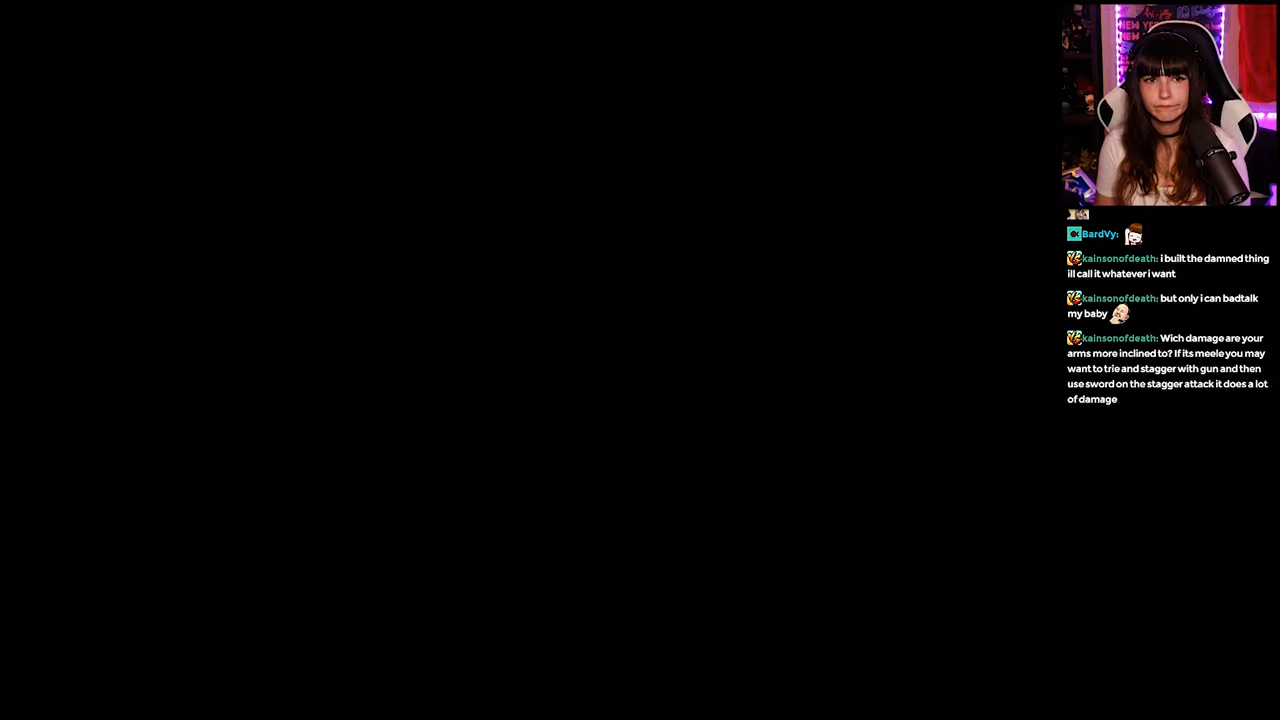 BardVy:
kainsonofdeath: i built the damned thing
ill call it whatever i want
kainsonofdeath: but only i can badtalk
my baby
kainsonofdeath: Wich damage are your
arms more inclined to? If its meele you may
want to trie and stagger with gun and then
use sword on the stagger attack it does a lot
of damage